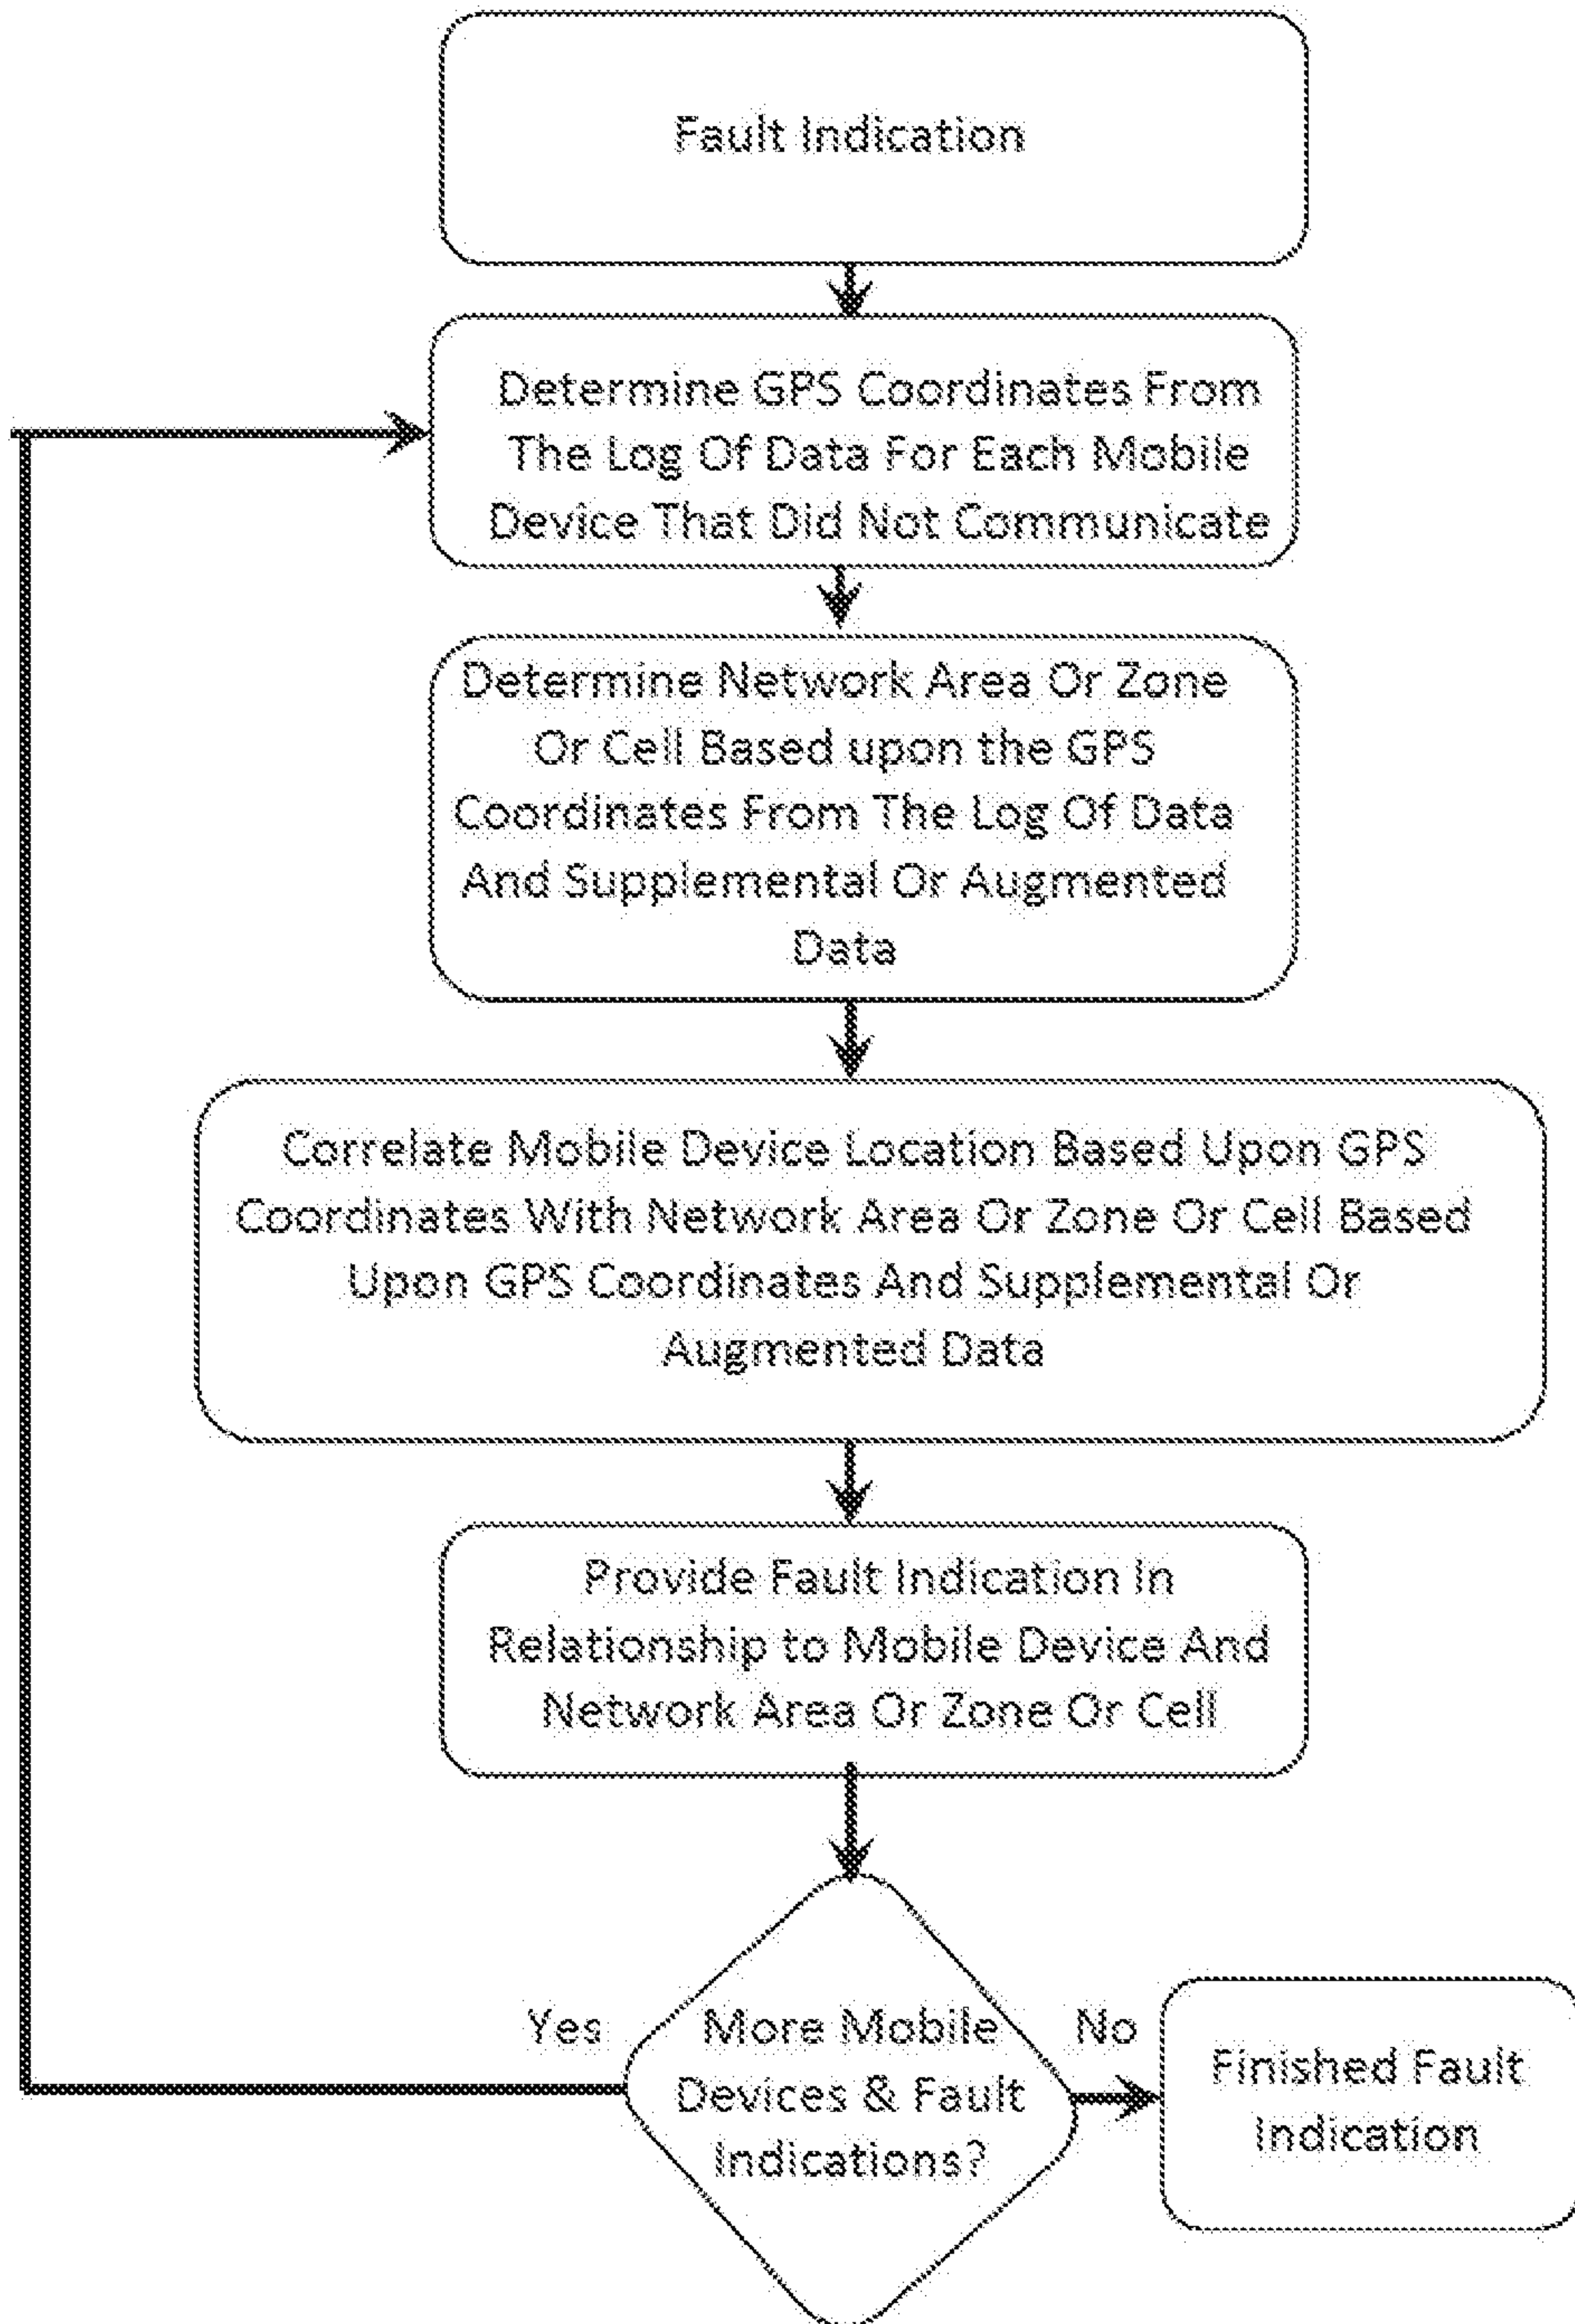 Fault Indication
Determine GPS Coordinates From
The Log Of Data For Each Mobile
Device That Did Not Communicate
Determine Network Area Or Zone
Or Cell Based upon the GPS
Coordinates From The Log Of Data
And Supplemental Or Augmented
Data
Correlate Mobile Device Location Based Upon GPS
Coordinates With Network Area Or Zone Or Cell Based
Upon GPS Coordinates And Supplemental Or
Augmented Data
Provide Fault Indication In
Relationship to Mobile Device And
Network Area Or Zone Or Cell
Yes
More Mobile
Devices & Fault
Indications?
No
Finished Fault
Indication